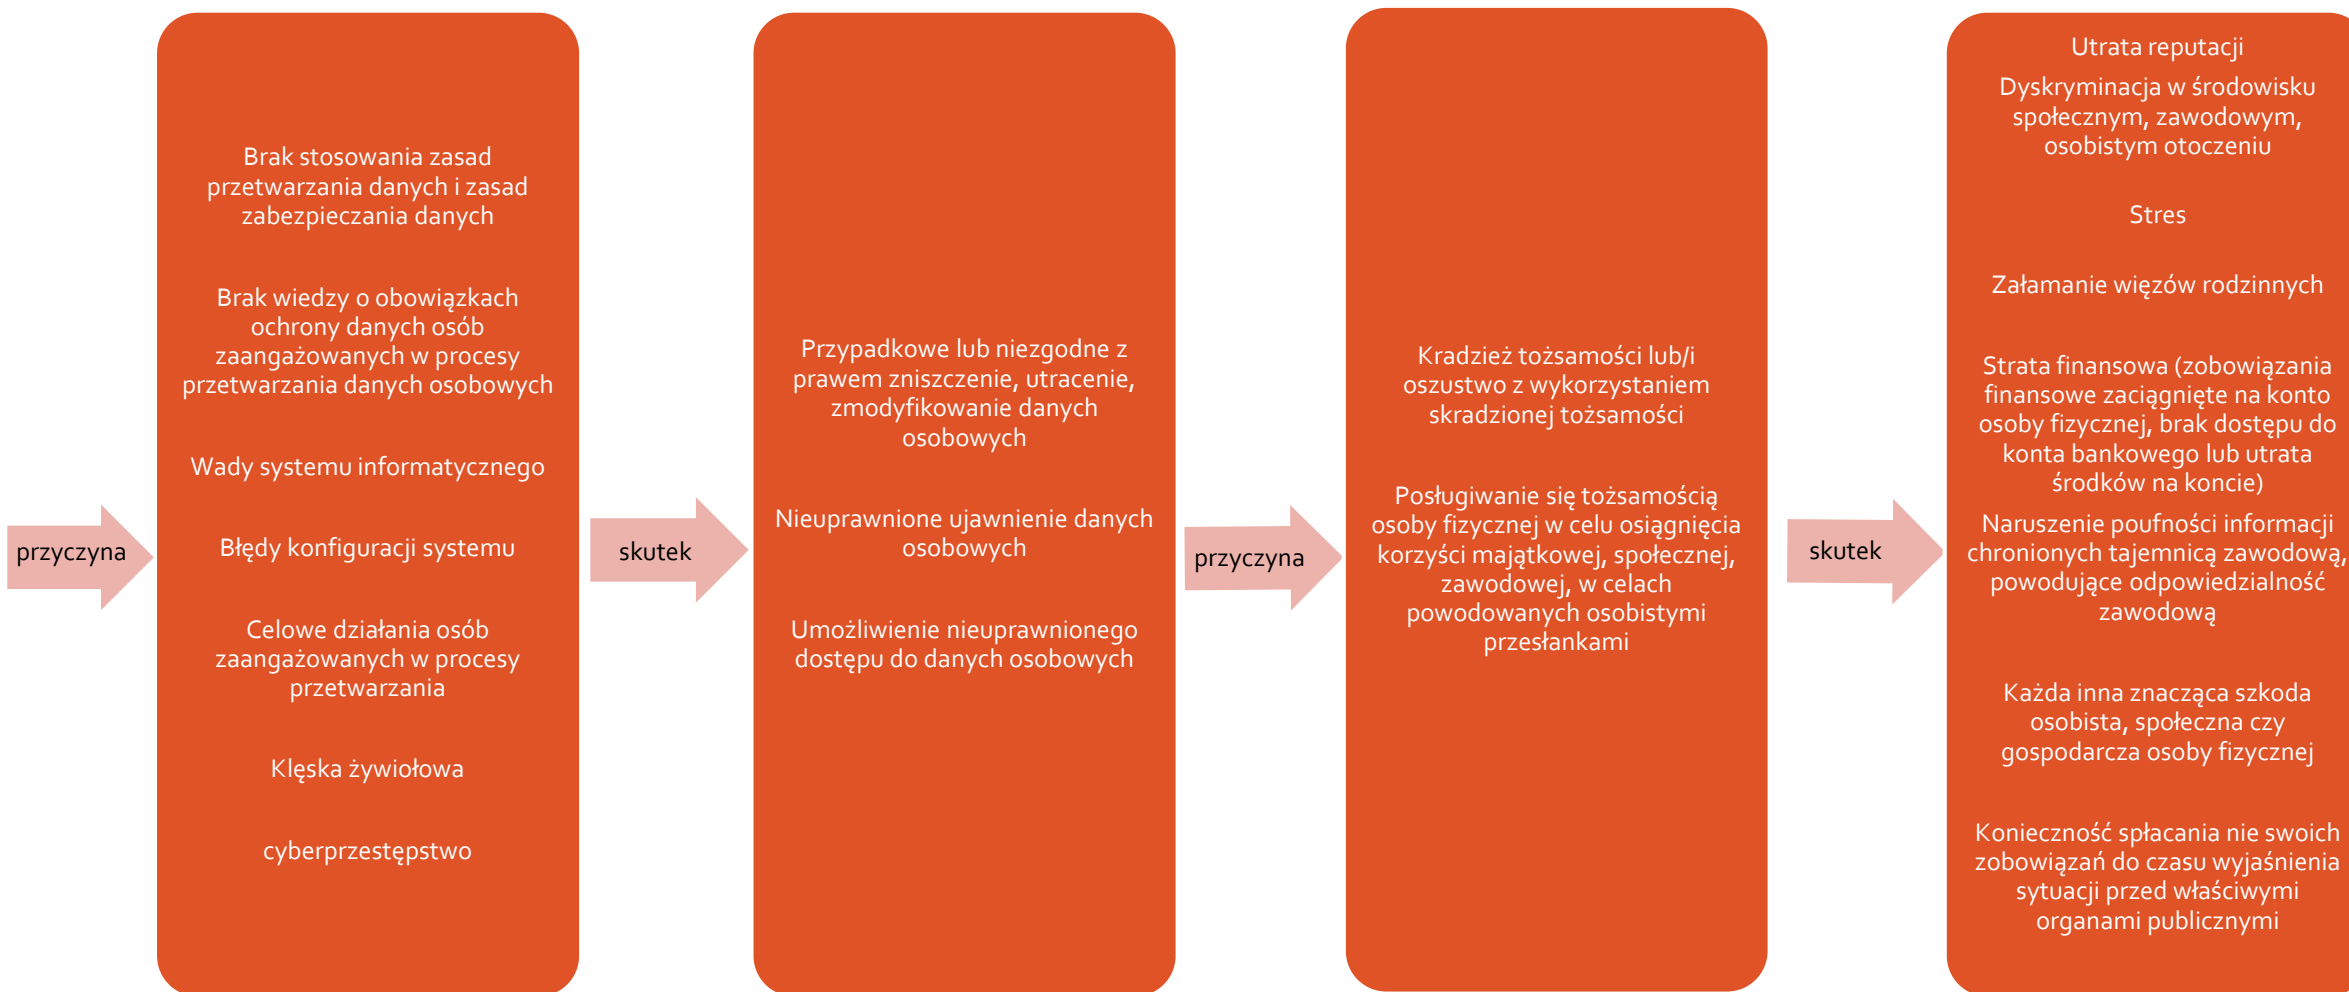 przyczyna
Brak stosowania zasad
przetwarzania danych i zasad
zabezpieczania danych
Brak wiedzy o obowiązkach
ochrony danych osób
zaangażowanych w procesy
przetwarzania danych osobowych
Wady systemu informatycznego
Błędy konfiguracji systemu
Celowe działania osób
zaangażowanych w procesy
przetwarzania
Klęska żywiołowa
cyberprzestępstwo
skutek
Przypadkowe lub niezgodne z
prawem zniszczenie, utracenie,
zmodyfikowanie danych
osobowych
Nieuprawnione ujawnienie danych
osobowych
Umożliwienie nieuprawnionego
dostępu do danych osobowych
przyczyna
Kradzież tożsamości lub/i
oszustwo z wykorzystaniem
skradzionej tożsamości
Posługiwanie się tożsamością
osoby fizycznej w celu osiągnięcia
korzyści majątkowej, społecznej,
zawodowej, w celach
powodowanych osobistymi
przesłankami
skutek
Utrata reputacji
Dyskryminacja w środowisku
społecznym, zawodowym,
osobistym otoczeniu
Stres
Załamanie więzów rodzinnych
Strata finansowa (zobowiązania
finansowe zaciągnięte na konto
osoby fizycznej, brak dostępu do
konta bankowego lub utrata
środków na koncie)
Naruszenie poufności informacji
chronionych tajemnicą zawodową,
powodujące odpowiedzialność
zawodową
Każda inna znacząca szkoda
osobista, społeczna czy
gospodarcza osoby fizycznej
Konieczność spłacania nie swoich
zobowiązań do czasu wyjaśnienia
sytuacji przed właściwymi
organami publicznymi